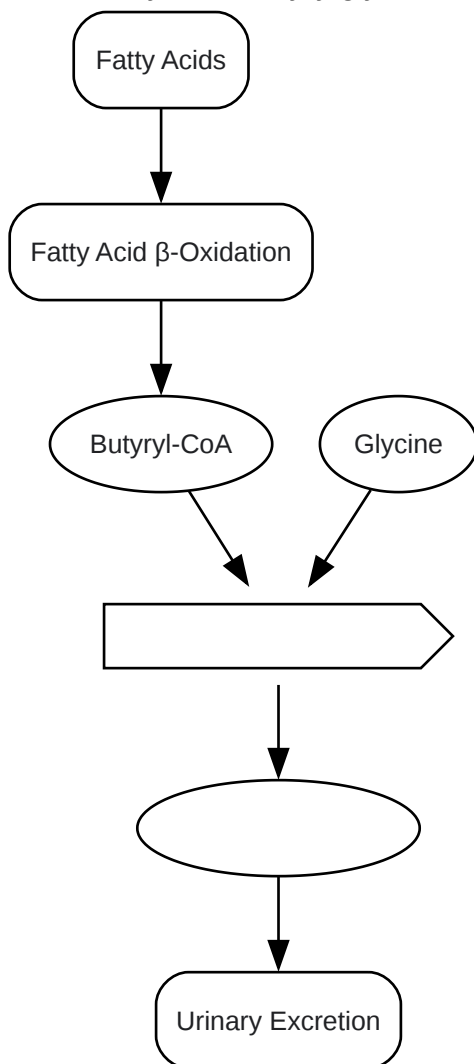 Fatty Acids
Fatty Acid β-Oxidation
Butyryl-CoA
Glycine
Urinary Excretion